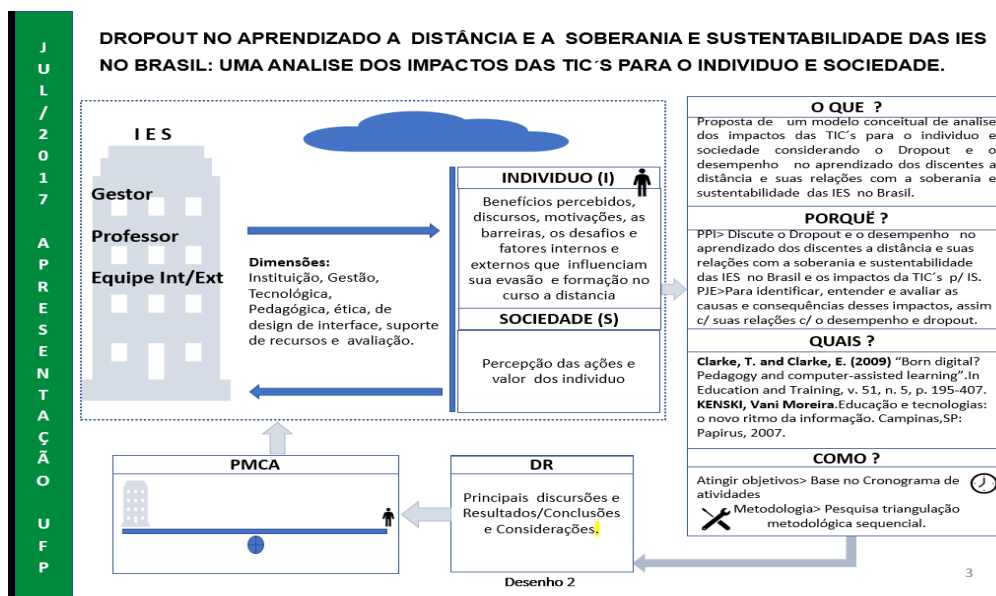 JUL/2017 APRESENTAÇÃO UFP
DROPOUT NO APRENDIZADO A DISTÂNCIA E A SOBERANIA E SUSTENTABILIDADE DAS IES
NO BRASIL: UMA ANALISE DOS IMPACTOS DAS TIC´S PARA O INDIVIDUO E SOCIEDADE.
I E S
Gestor
Professor
Equipe Int/Ext
Dimensões:
Instituição, Gestão,
Tecnológica,
Pedagógica, ética, de
design de interface, suporte
de recursos e avaliação.
INDIVIDUO (I)
Benefícios percebidos,
discursos, motivações, as
barreiras, os desafios e
fatores internos e
externos que influenciam
sua evasão e formação no
curso a distancia
SOCIEDADE (S)
Percepção das ações e
valor dos individuo
O QUE ?
Proposta de um modelo conceitual de analise
dos impactos das TIC´s para o individuo e
sociedade considerando o Dropout e o
desempenho no aprendizado dos discentes a
distância e suas relações com a soberania e
sustentabilidade das IES no Brasil.
PORQUÊ ?
PPI> Discute o Dropout e o desempenho no
aprendizado dos discentes a distância e suas
relações com a soberania e sustentabilidade
das IES no Brasil e os impactos da TIC´s p/ IS.
PJE>Para identificar, entender e avaliar as
causas e consequências desses impactos, assim
c/ suas relações c/ o desempenho e dropout.
QUAIS ?
Clarke, T. and Clarke, E. (2009) “Born digital?
Pedagogy and computer-assisted learning”.In
Education and Training, v. 51, n. 5, p. 195-407.
KENSKI, Vani Moreira.Educação e tecnologias:
o novo ritmo da informação. Campinas,SP:
Papirus, 2007.
COMO ?
Atingir objetivos> Base no Cronograma de
atividades
Metodologia> Pesquisa triangulação
metodológica sequencial.
PMCA
DR
Principais discursões e
Resultados/Conclusões
e Considerações.
Desenho 2
3